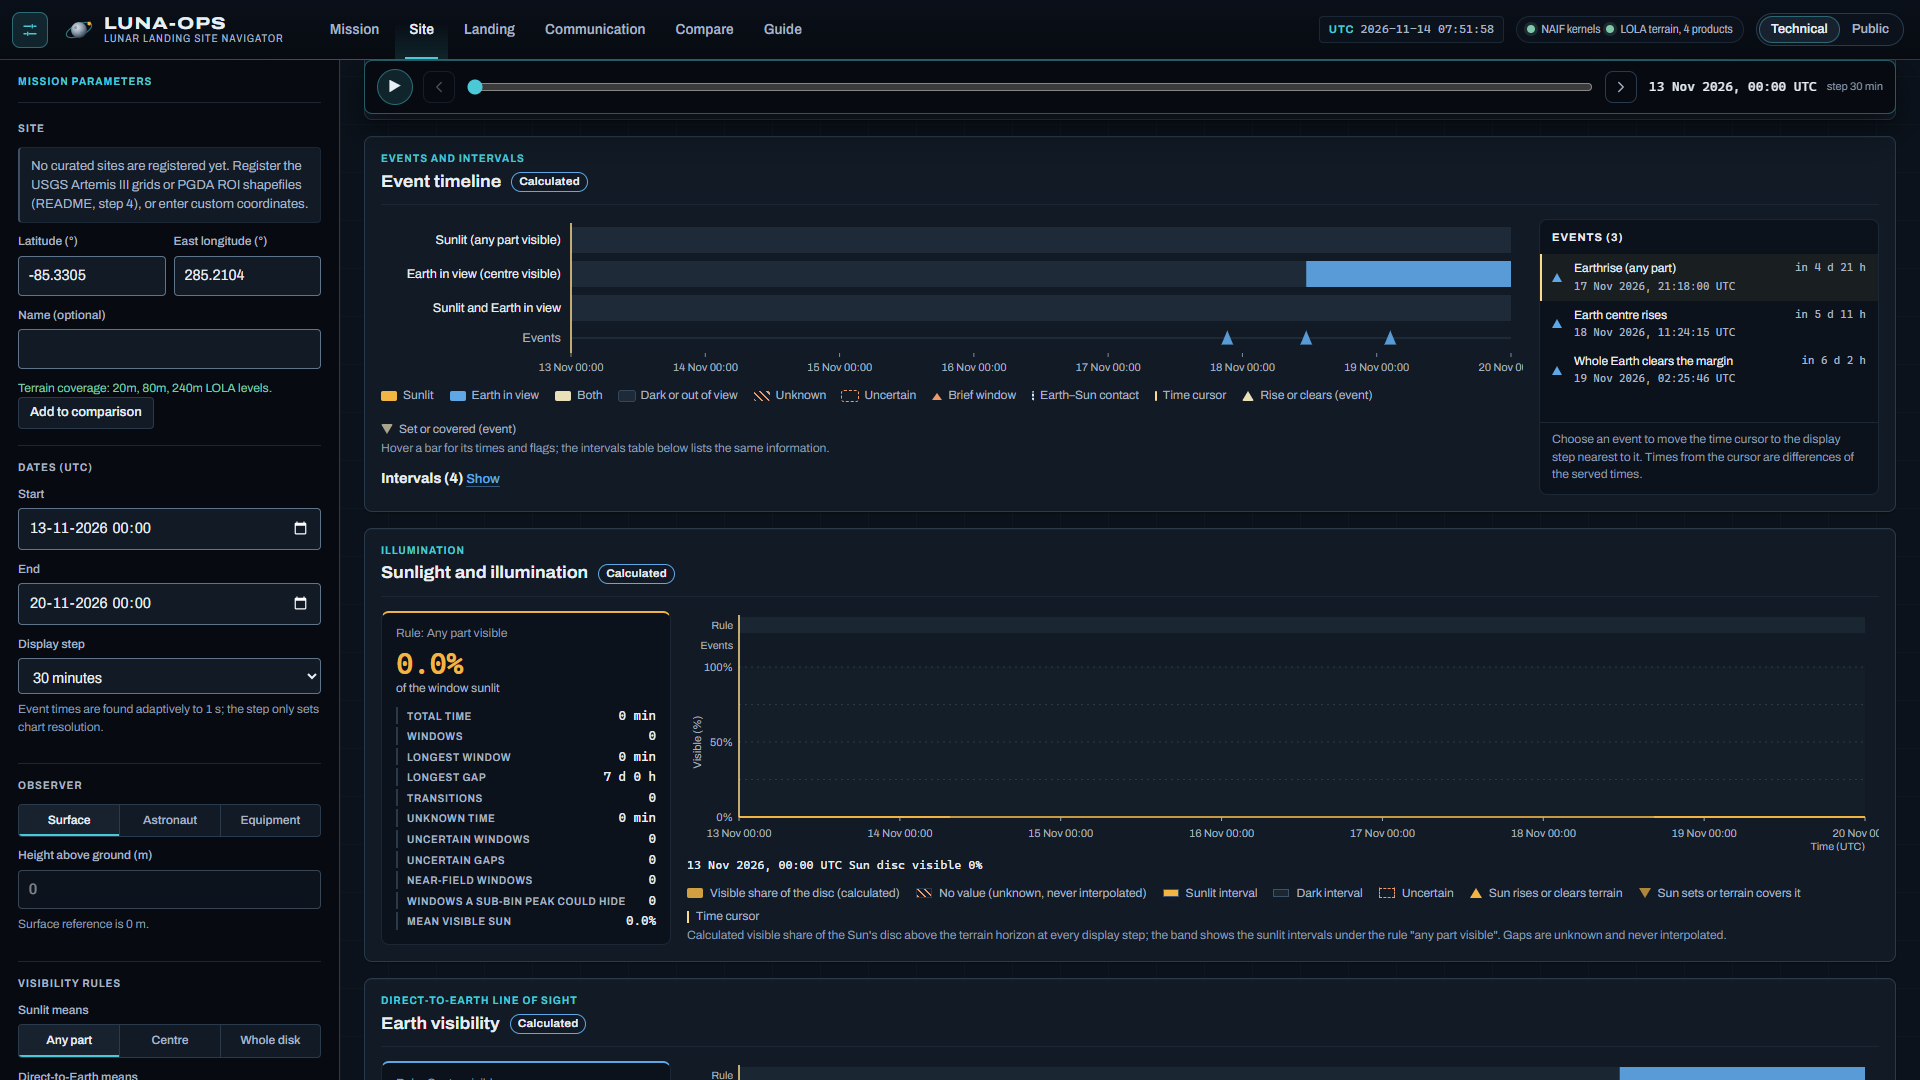 LUNA-OPS
LUNAR LANDING SITE NAVIGATOR
Mission
Site
Landing
Communication
Compare
Guide
UTC 2026-11-14 07:51:58
NAIF kernels
LOLA terrain, 4 products
Technical
Public
MISSION PARAMETERS
SITE
No curated sites are registered yet. Register the
USGS Artemis III grids or PGDA ROI shapefiles
(README, step 4), or enter custom coordinates.
Latitude (°)
East longitude (°)
-85.3305
285.2104
Name (optional)
Terrain coverage: 20m, 80m, 240m LOLA levels.
Add to comparison
DATES (UTC)
Start
13-11-2026 00:00
End
20-11-2026 00:00
Display step
30 minutes
Event times are found adaptively to 1 s; the step only sets
chart resolution.
OBSERVER
Surface
Astronaut
Equipment
Height above ground (m)
0
Surface reference is 0 m.
VISIBILITY RULES
Sunlit means
Any part
Centre
Whole disk
Direct-to-Earth means
13 Nov 2026, 00:00 UTC
step 30 min
EVENTS AND INTERVALS
Event timeline
Calculated
Sunlit (any part visible)
Earth in view (centre visible)
Sunlit and Earth in view
Events
13 Nov 00:00
14 Nov 00:00
15 Nov 00:00
16 Nov 00:00
17 Nov 00:00
18 Nov 00:00
19 Nov 00:00
20 Nov 0
Sunlit
Earth in view
Both
Dark or out of view
Unknown
Uncertain
Brief window
Earth–Sun contact
Time cursor
Rise or clears (event)
Set or covered (event)
Hover a bar for its times and flags; the intervals table below lists the same information.
Intervals (4) Show
EVENTS (3)
Earthrise (any part)
in 4 d 21 h
17 Nov 2026, 21:18:00 UTC
Earth centre rises
in 5 d 11 h
18 Nov 2026, 11:24:15 UTC
Whole Earth clears the margin
in 6 d 2 h
19 Nov 2026, 02:25:46 UTC
Choose an event to move the time cursor to the display
step nearest to it. Times from the cursor are differences of
the served times.
ILLUMINATION
Sunlight and illumination
Calculated
Rule: Any part visible
0.0%
of the window sunlit
TOTAL TIME 0 min
WINDOWS 0
LONGEST WINDOW 0 min
LONGEST GAP 7 d 0 h
TRANSITIONS 0
UNKNOWN TIME 0 min
UNCERTAIN WINDOWS 0
UNCERTAIN GAPS 0
NEAR-FIELD WINDOWS 0
WINDOWS A SUB-BIN PEAK COULD HIDE 0
MEAN VISIBLE SUN 0.0%
Rule
Events
100%
50%
0%
Visible (%)
13 Nov 00:00
14 Nov 00:00
15 Nov 00:00
16 Nov 00:00
17 Nov 00:00
18 Nov 00:00
19 Nov 00:00
20 Nov 0
Time (UTC)
13 Nov 2026, 00:00 UTC Sun disc visible 0%
Visible share of the disc (calculated)
No value (unknown, never interpolated)
Sunlit interval
Dark interval
Uncertain
Sun rises or clears terrain
Sun sets or terrain covers it
Time cursor
Calculated visible share of the Sun's disc above the terrain horizon at every display step; the band shows the sunlit intervals under the rule "any part visible". Gaps are unknown and never interpolated.
DIRECT-TO-EARTH LINE OF SIGHT
Earth visibility
Calculated
Rule